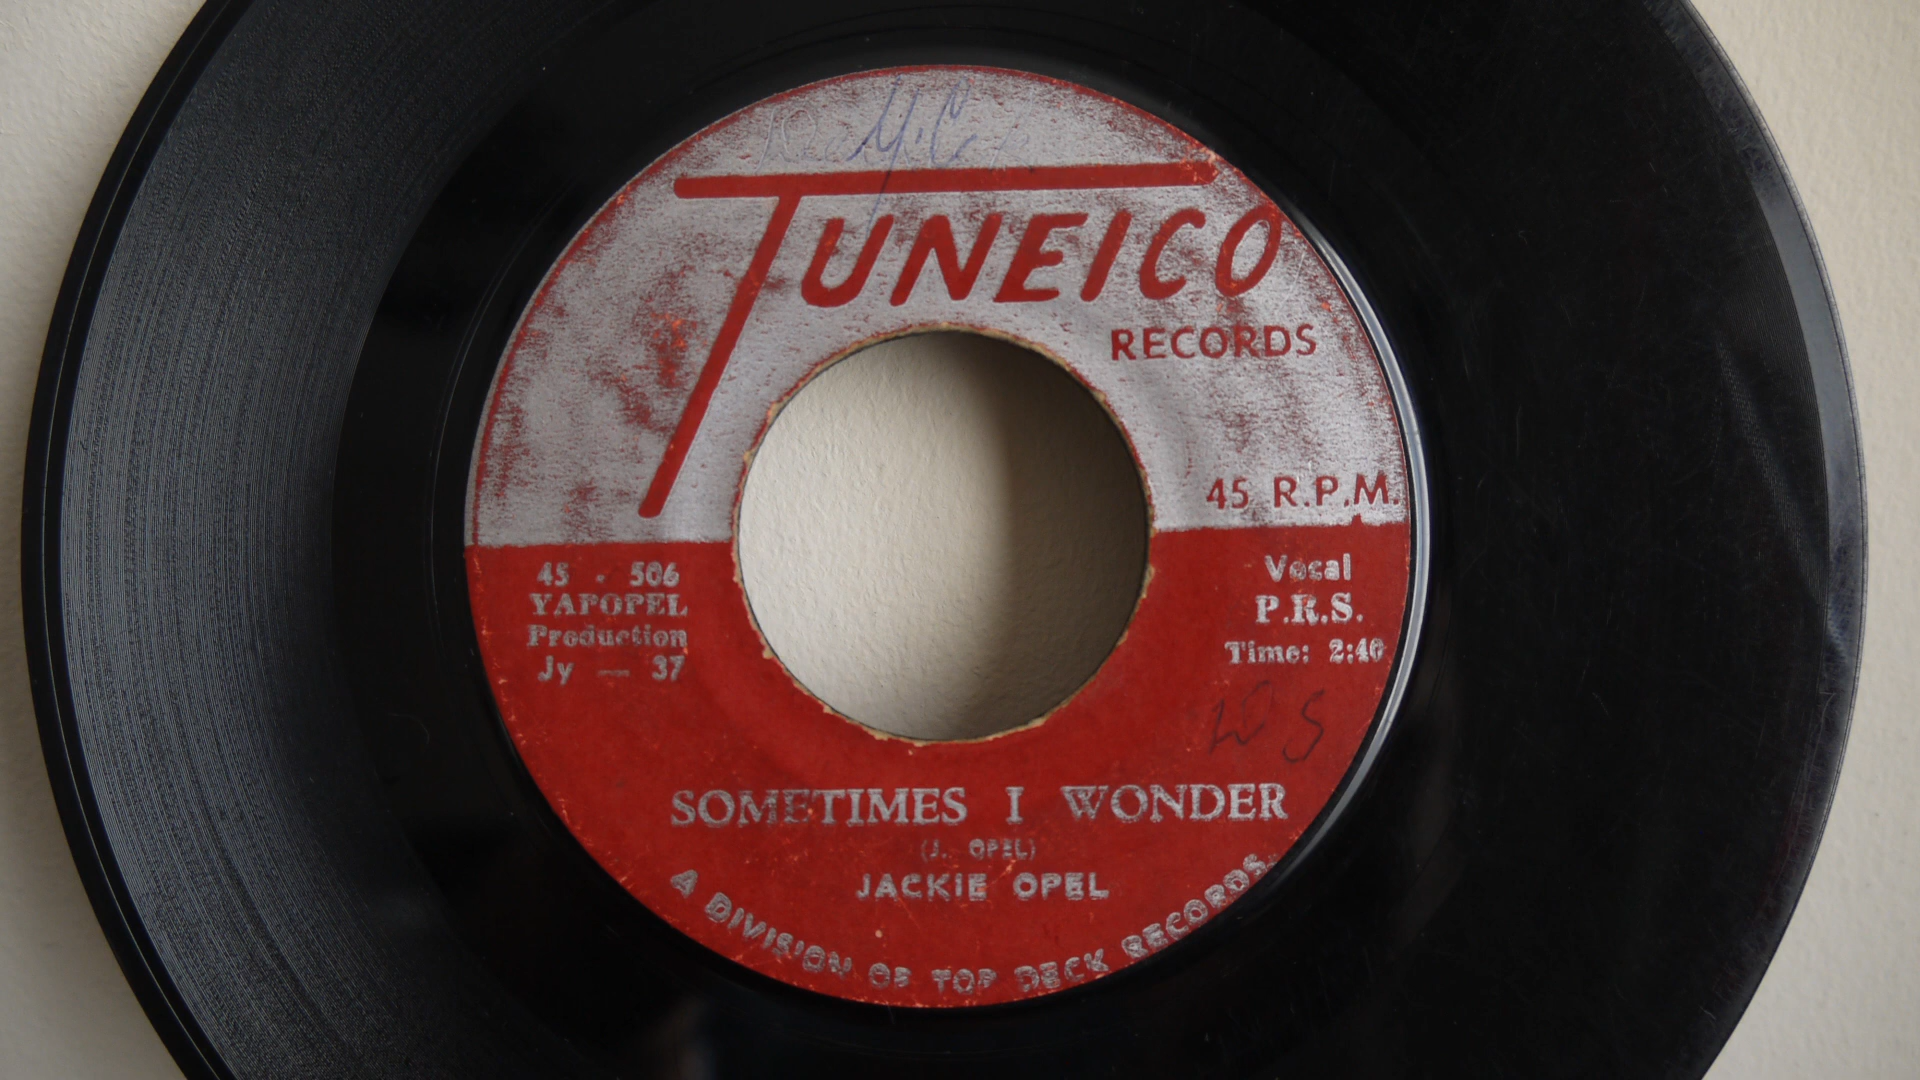 TUNEICO
RECORDS
45 R.P.M.
45 - 506
YAPOPEL
Production
Jy — 37
Vocal
P.R.S.
Time: 2:40
SOMETIMES I WONDER
(J. OPEL)
JACKIE OPEL
A DIVISION OF TOP DECK RECORDS.